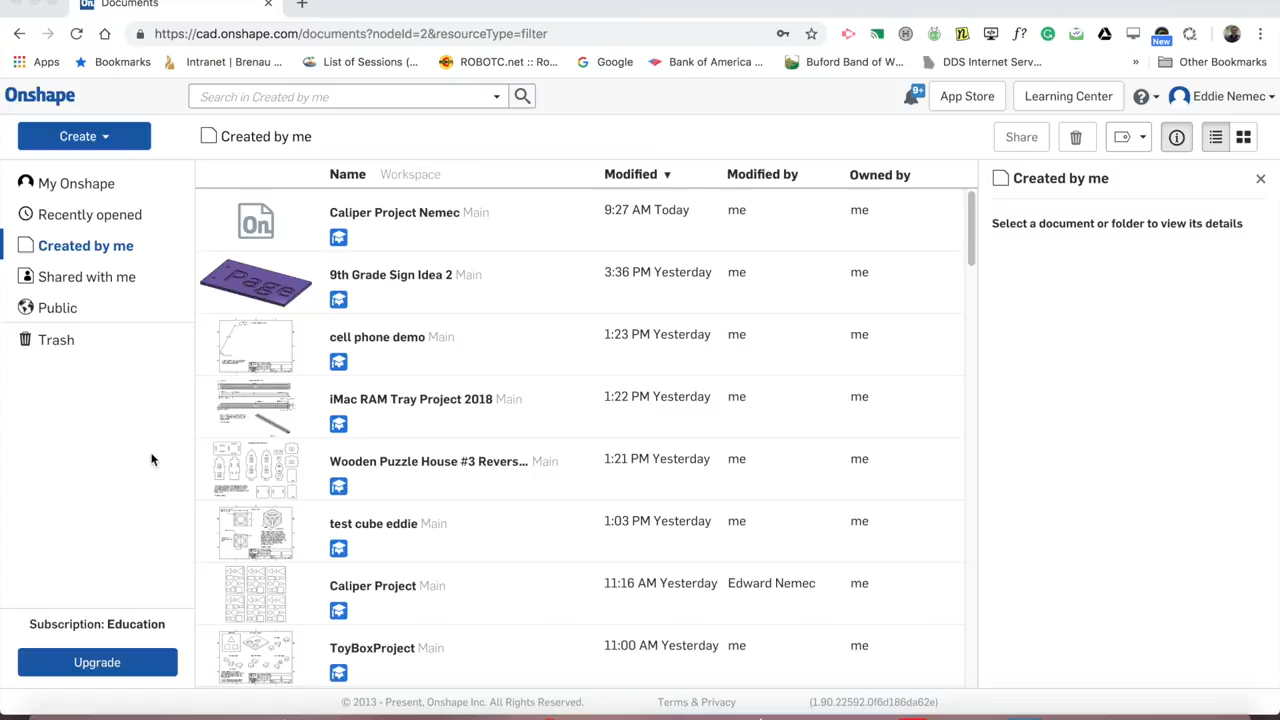 Documents
https://cad.onshape.com/documents?nodeId=2&resourceType=filter
New
Apps
Bookmarks
Intranet | Brenau ...
List of Sessions (...
ROBOTC.net :: Ro...
Google
Bank of America ...
Buford Band of W...
DDS Internet Serv...
»
Other Bookmarks
Onshape
Search in Created by me
9+
App Store
Learning Center
Eddie Nemec
Create
Created by me
Share
My Onshape
Recently opened
Created by me
Shared with me
Public
Trash
Subscription: Education
Upgrade
Name Workspace Modified Modified by Owned by
On
Caliper Project Nemec Main 9:27 AM Today me me
Page
9th Grade Sign Idea 2 Main 3:36 PM Yesterday me me
cell phone demo Main 1:23 PM Yesterday me me
iMac RAM Tray Project 2018 Main 1:22 PM Yesterday me me
Wooden Puzzle House #3 Revers... Main 1:21 PM Yesterday me me
test cube eddie Main 1:03 PM Yesterday me me
Caliper Project Main 11:16 AM Yesterday Edward Nemec me
ToyBoxProject Main 11:00 AM Yesterday me me
Created by me
Select a document or folder to view its details
© 2013 - Present, Onshape Inc. All Rights Reserved.
Terms & Privacy
(1.90.22592.0f6d186da62e)